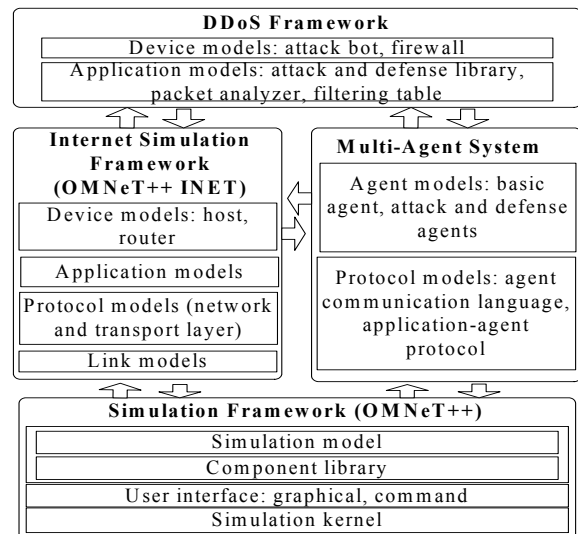 DDoS Framework
Device models: attack bot, firewall
Application models: attack and defense library,
packet analyzer, filtering table
Internet Simulation
Framework
(OMNeT++ INET)
Device models: host,
router
Application models
Protocol models (network
and transport layer)
Link models
Multi-Agent System
Agent models: basic
agent, attack and defense
agents
Protocol models: agent
communication language,
application-agent
protocol
Simulation Framework (OMNeT++)
Simulation model
Component library
User interface: graphical, command
Simulation kernel